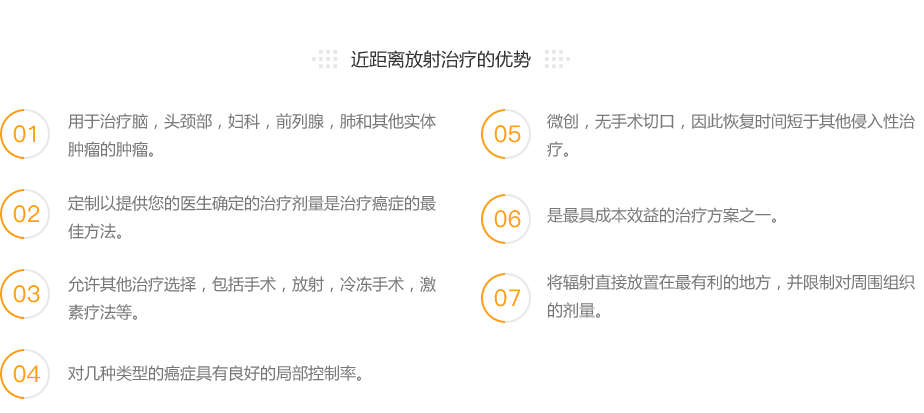 近距离放射治疗的优势
01
用于治疗脑，头颈部，妇科，前列腺，肺和其他实体
肿瘤的肿瘤。
02
定制以提供您的医生确定的治疗剂量是治疗癌症的最
佳方法。
03
允许其他治疗选择，包括手术，放射，冷冻手术，激
素疗法等。
04
对几种类型的癌症具有良好的局部控制率。
05
微创，无手术切口，因此恢复时间短于其他侵入性治
疗。
06
是最具成本效益的治疗方案之一。
07
将辐射直接放置在最有利的地方，并限制对周围组织
的剂量。